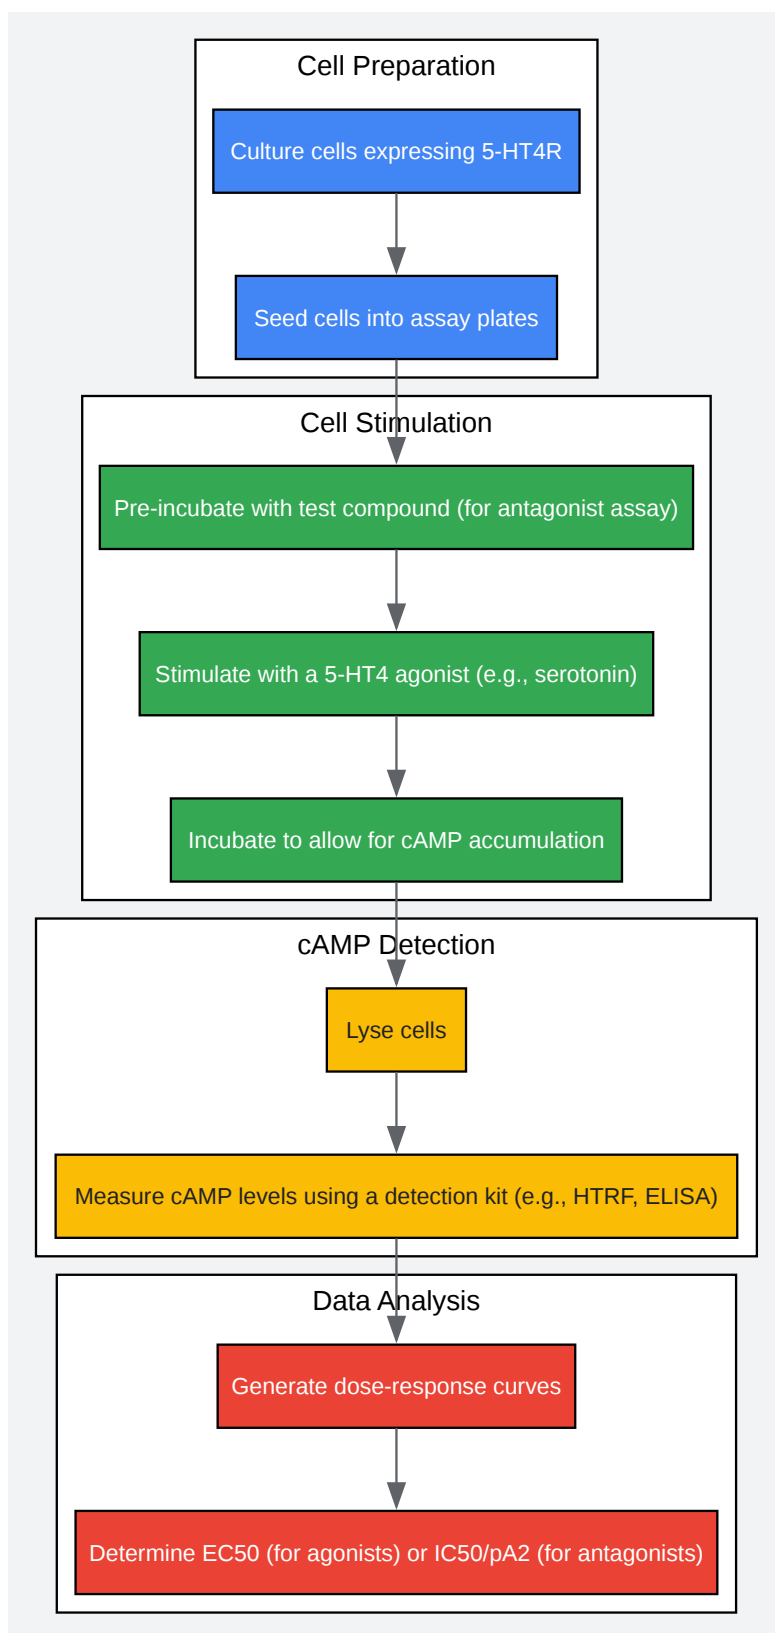 Cell Preparation
Culture cells expressing 5-HT4R
Seed cells into assay plates
Cell Stimulation
Pre-incubate with test compound (for antagonist assay)
Stimulate with a 5-HT4 agonist (e.g., serotonin)
Incubate to allow for cAMP accumulation
cAMP Detection
Lyse cells
Measure cAMP levels using a detection kit (e.g., HTRF, ELISA)
Data Analysis
Generate dose-response curves
Determine EC50 (for agonists) or IC50/pA2 (for antagonists)